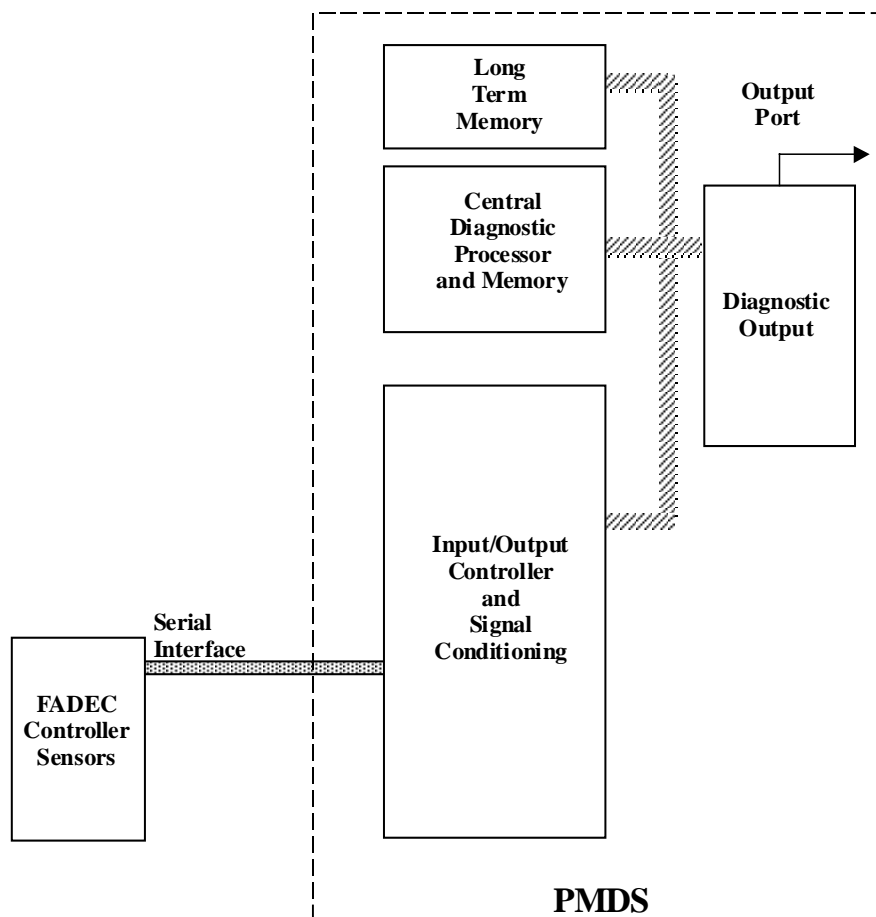 Long
Term
Memory
Output
Port
Central
Diagnostic
Processor
and Memory
Diagnostic
Output
Input/Output
Controller
and
Signal
Conditioning
Serial
Interface
FADEC
Controller
Sensors
PMDS